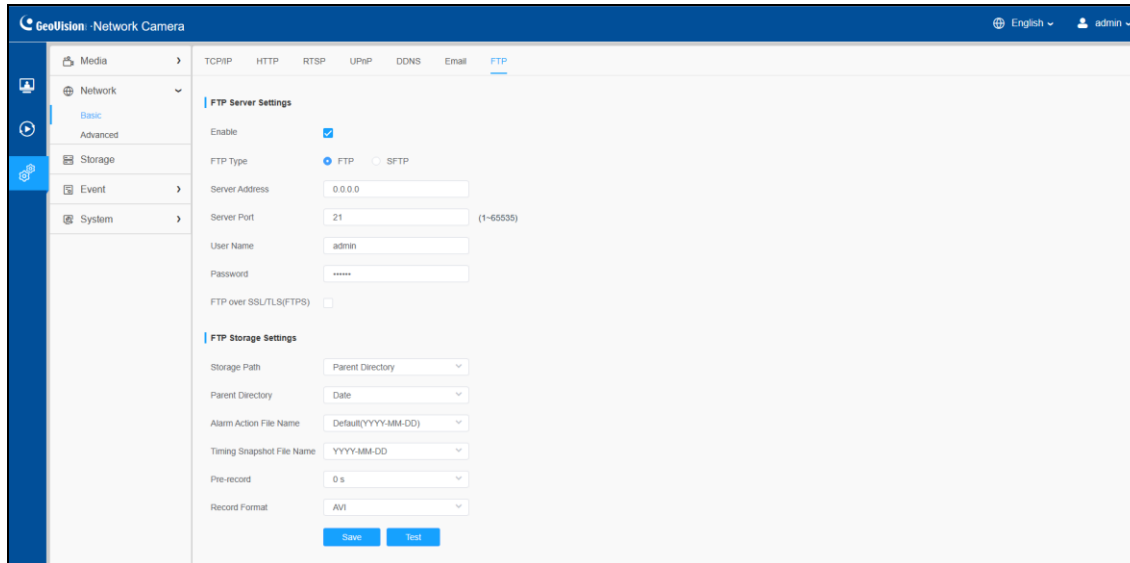 GeoVision: -Network Camera
English
admin
Media
TCP/IP HTTP RTSP UPnP DDNS Email FTP
Network
Basic
Advanced
Storage
Event
System
FTP Server Settings
Enable
FTP Type FTP SFTP
Server Address 0.0.0.0
Server Port 21 (1~65535)
User Name admin
Password ••••••
FTP over SSL/TLS(FTPS)
FTP Storage Settings
Storage Path Parent Directory
Parent Directory Date
Alarm Action File Name Default(YYYY-MM-DD)
Timing Snapshot File Name YYYY-MM-DD
Pre-record 0 s
Record Format AVI
Save Test